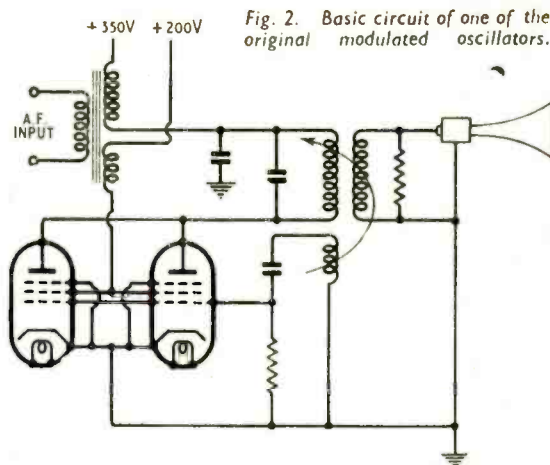 Fig. 2. Basic circuit of one of the
original modulated oscillators.
+350V +200V
A.F.
INPUT